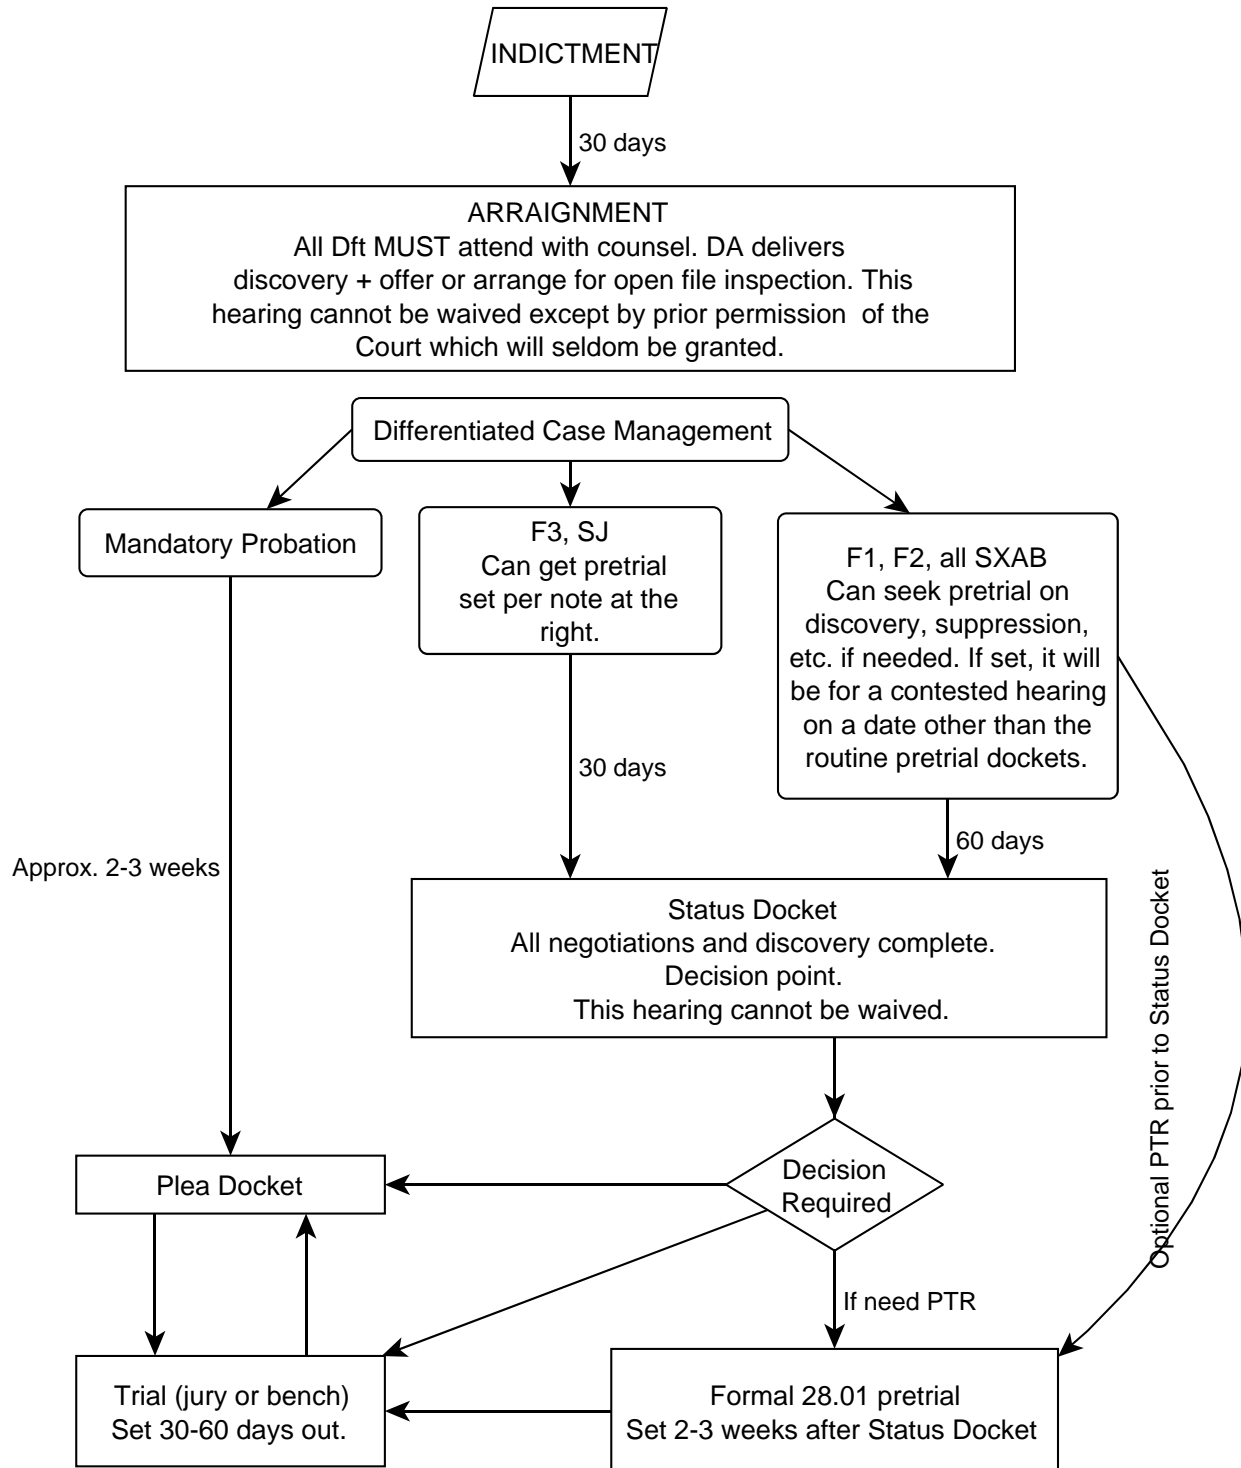 INDICTMENT
30 days
ARRAIGNMENT
All Dft MUST attend with counsel. DA delivers
discovery + offer or arrange for open file inspection. This
hearing cannot be waived except by prior permission of the
Court which will seldom be granted.
Differentiated Case Management
Mandatory Probation
F3, SJ
Can get pretrial
set per note at the
right.
F1, F2, all SXAB
Can seek pretrial on
discovery, suppression,
etc. if needed. If set, it will
be for a contested hearing
on a date other than the
routine pretrial dockets.
30 days
60 days
Approx. 2-3 weeks
Status Docket
All negotiations and discovery complete.
Decision point.
This hearing cannot be waived.
Optional PTR prior to Status Docket
Plea Docket
Decision
Required
If need PTR
Trial (jury or bench)
Set 30-60 days out.
Formal 28.01 pretrial
Set 2-3 weeks after Status Docket